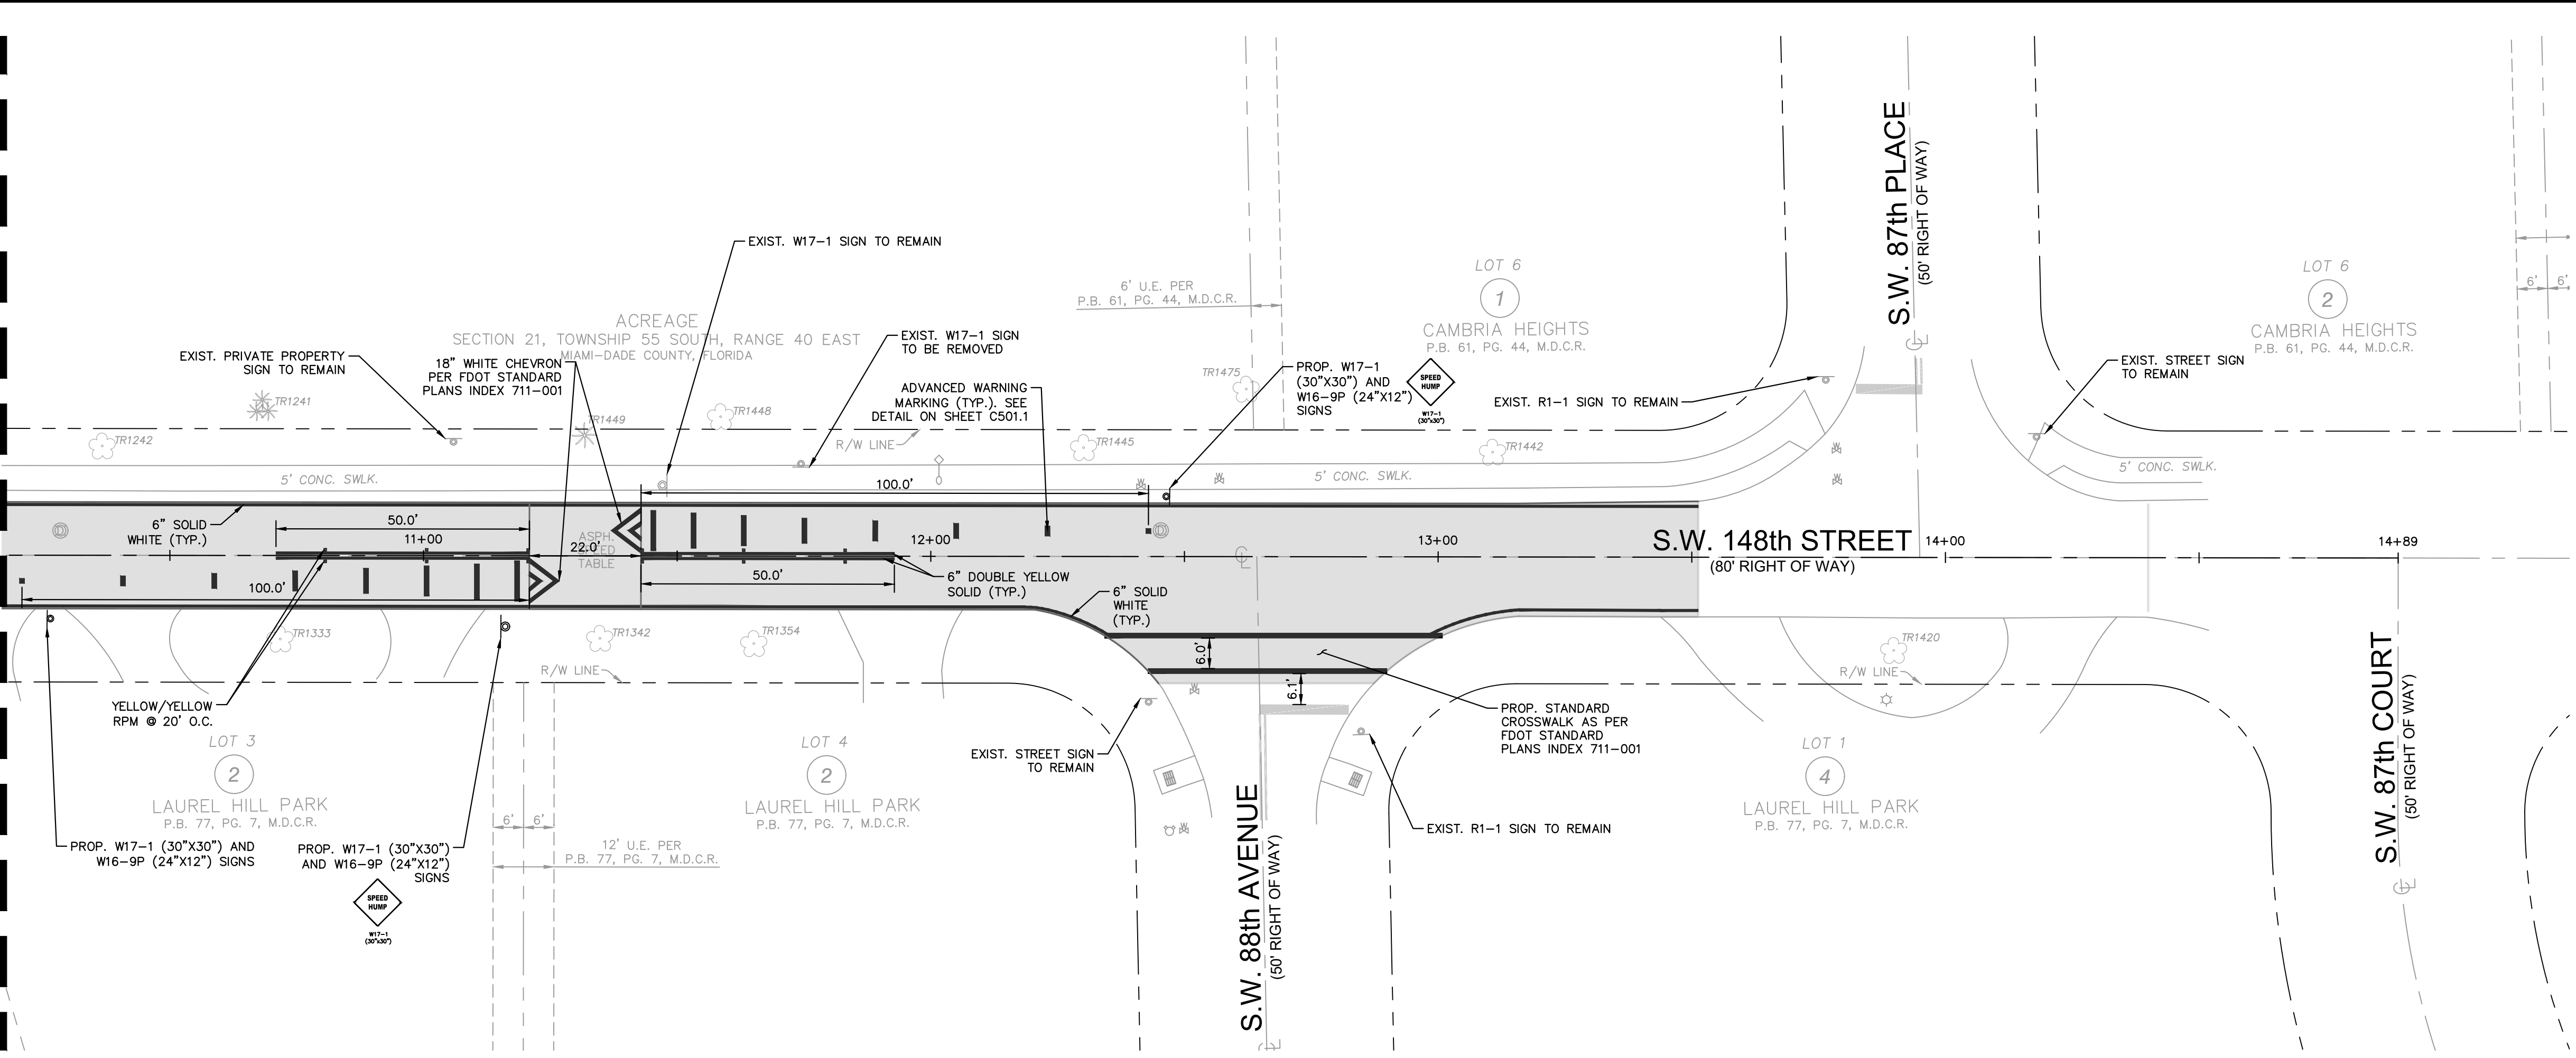 EXIST. W17-1 SIGN TO REMAIN
S.W. 87th PLACE
(50' RIGHT OF WAY)
LOT 6
1
CAMBRIA HEIGHTS
P.B. 61, PG. 44, M.D.C.R.
LOT 6
2
CAMBRIA HEIGHTS
P.B. 61, PG. 44, M.D.C.R.
6'
6'
6' U.E. PER
P.B. 61, PG. 44, M.D.C.R.
ACREAGE
SECTION 21, TOWNSHIP 55 SOUTH, RANGE 40 EAST
MIAMI-DADE COUNTY, FLORIDA
EXIST. W17-1 SIGN
TO BE REMOVED
EXIST. PRIVATE PROPERTY
SIGN TO REMAIN
18" WHITE CHEVRON
PER FDOT STANDARD
PLANS INDEX 711-001
ADVANCED WARNING
MARKING (TYP.). SEE
DETAIL ON SHEET C501.1
PROP. W17-1
(30"X30") AND
W16-9P (24"X12")
SIGNS
SPEED
HUMP
W17-1
(30"x30")
EXIST. R1-1 SIGN TO REMAIN
EXIST. STREET SIGN
TO REMAIN
TR1475
TR1241
TR1449
TR1448
TR1242
TR1445
TR1442
R/W LINE
5' CONC. SWLK.
5' CONC. SWLK.
5' CONC. SWLK.
W
W
W
W
100.0'
6" SOLID
WHITE (TYP.)
50.0'
11+00
ASPH.
SPEED
TABLE
22.0'
12+00
13+00
S.W. 148th STREET
(80' RIGHT OF WAY)
14+00
14+89
100.0'
50.0'
6" DOUBLE YELLOW
SOLID (TYP.)
6" SOLID
WHITE
(TYP.)
TR1333
TR1342
TR1354
TR1420
R/W LINE
R/W LINE
6.0'
6.1'
W
YELLOW/YELLOW
RPM @ 20' O.C.
PROP. STANDARD
CROSSWALK AS PER
FDOT STANDARD
PLANS INDEX 711-001
EXIST. STREET SIGN
TO REMAIN
EXIST. R1-1 SIGN TO REMAIN
W
LOT 3
2
LAUREL HILL PARK
P.B. 77, PG. 7, M.D.C.R.
LOT 4
2
LAUREL HILL PARK
P.B. 77, PG. 7, M.D.C.R.
LOT 1
4
LAUREL HILL PARK
P.B. 77, PG. 7, M.D.C.R.
6'
6'
12' U.E. PER
P.B. 77, PG. 7, M.D.C.R.
PROP. W17-1 (30"X30") AND
W16-9P (24"X12") SIGNS
PROP. W17-1 (30"X30")
AND W16-9P (24"X12")
SIGNS
SPEED
HUMP
W17-1
(30"x30")
S.W. 88th AVENUE
(50' RIGHT OF WAY)
S.W. 87th COURT
(50' RIGHT OF WAY)